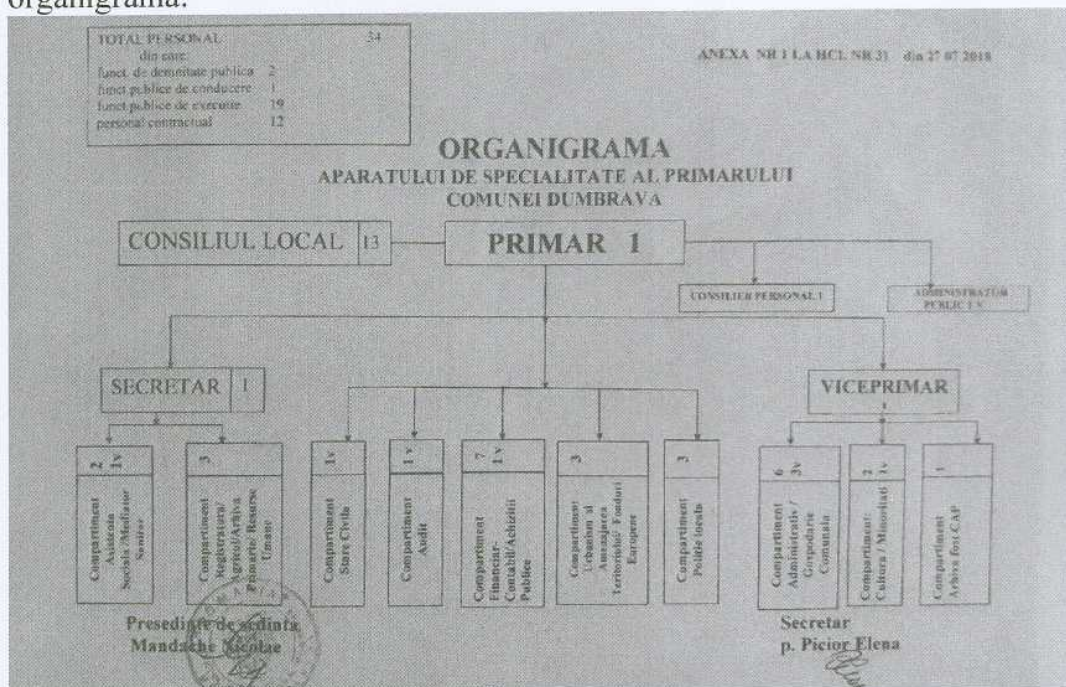 organigrama:
TOTAL PERSONAL 34
din care:
funct. de demnitate publica 2
funct.publice de conducere 1
funct.publice de executie 19
personal contractual 12
ANEXA NR 1 LA HCL NR 31 din 27 07 2018
ORGANIGRAMA
APARATULUI DE SPECIALITATE AL PRIMARULUI
COMUNEI DUMBRAVA
CONSILIUL LOCAL 13
PRIMAR 1
CONSILIER PERSONAL 1
ADMINISTRATOR
PUBLIC 1 V
SECRETAR 1
VICEPRIMAR
1
2
1v
Compartiment
Asistenta
Sociala /Mediator
Sanitar
3
Compartiment
Registratura/
Agricol/Arhiva
Primarie/ Resurse
Umane
1v
Compartiment
Stare Civila
1v
Compartiment
Audit
7
1v
Compartiment
Financiar-
Contabil/ Achizitii
Publice
3
Compartiment
Urbanism si
Amenajarea
Teritoriului/ Fonduri
Europene
3
Compartiment
Politie locala
6
3v
Compartiment
Administrativ /
Gospodarie
Comunala
2
1v
Compartiment
Cultura / Minoritati
1
Compartiment
Arhiva fost CAP
Presedinte de sedinta
Mandache Nicolae
Secretar
p. Picior Elena